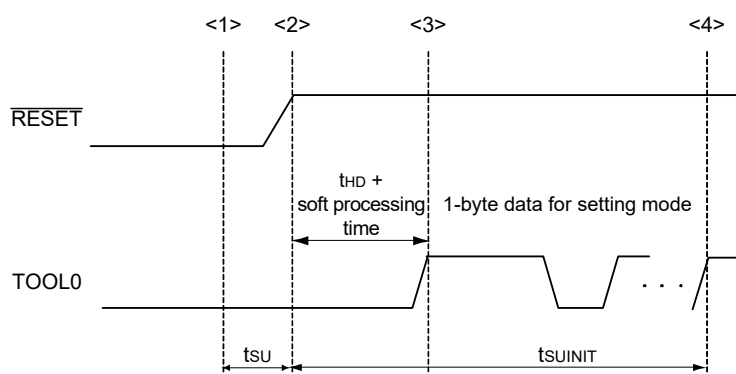 <1> <2> <3> <4>
RESET
tHD +
soft processing
time
1-byte data for setting mode
TOOL0
. . .
tSU
tSUINIT